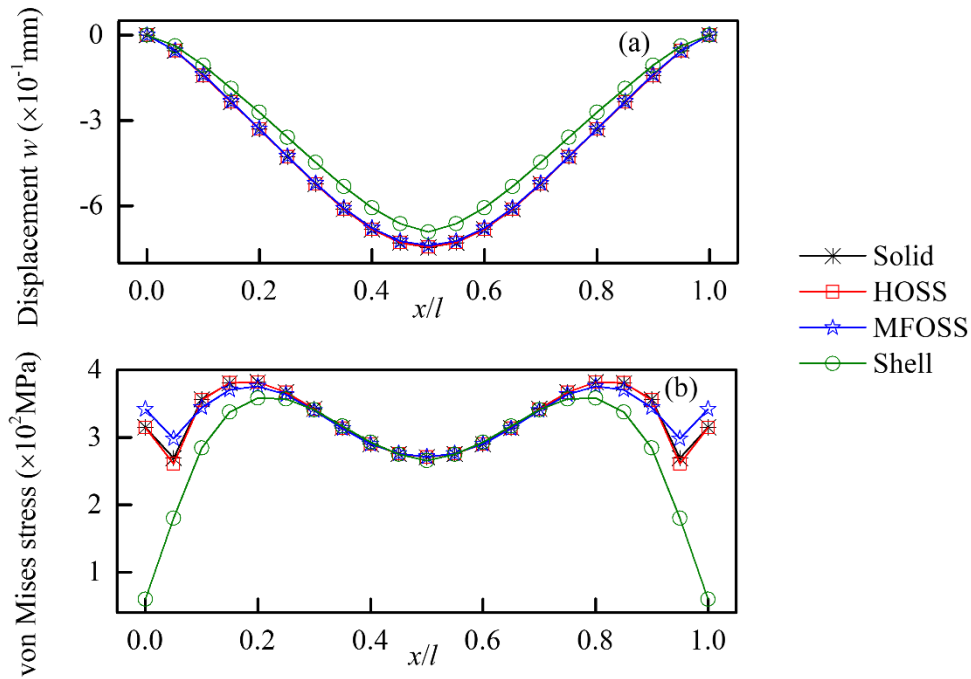 Displacement w (×10⁻¹mm)
0
-3
-6
(a)
0.0 0.2 0.4 0.6 0.8 1.0
x/l
Solid
HOSS
MFOSS
Shell
von Mises stress (×10²MPa)
4
3
2
1
(b)
0.0 0.2 0.4 0.6 0.8 1.0
x/l